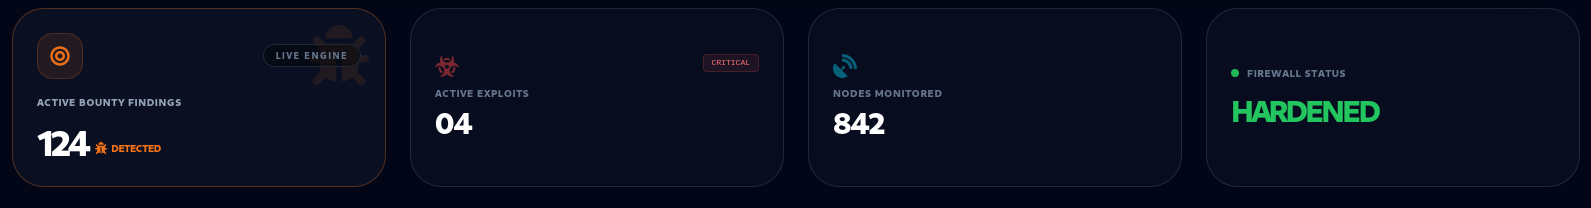 LIVE ENGINE
ACTIVE BOUNTY FINDINGS
124 DETECTED
CRITICAL
ACTIVE EXPLOITS
04
NODES MONITORED
842
FIREWALL STATUS
HARDENED